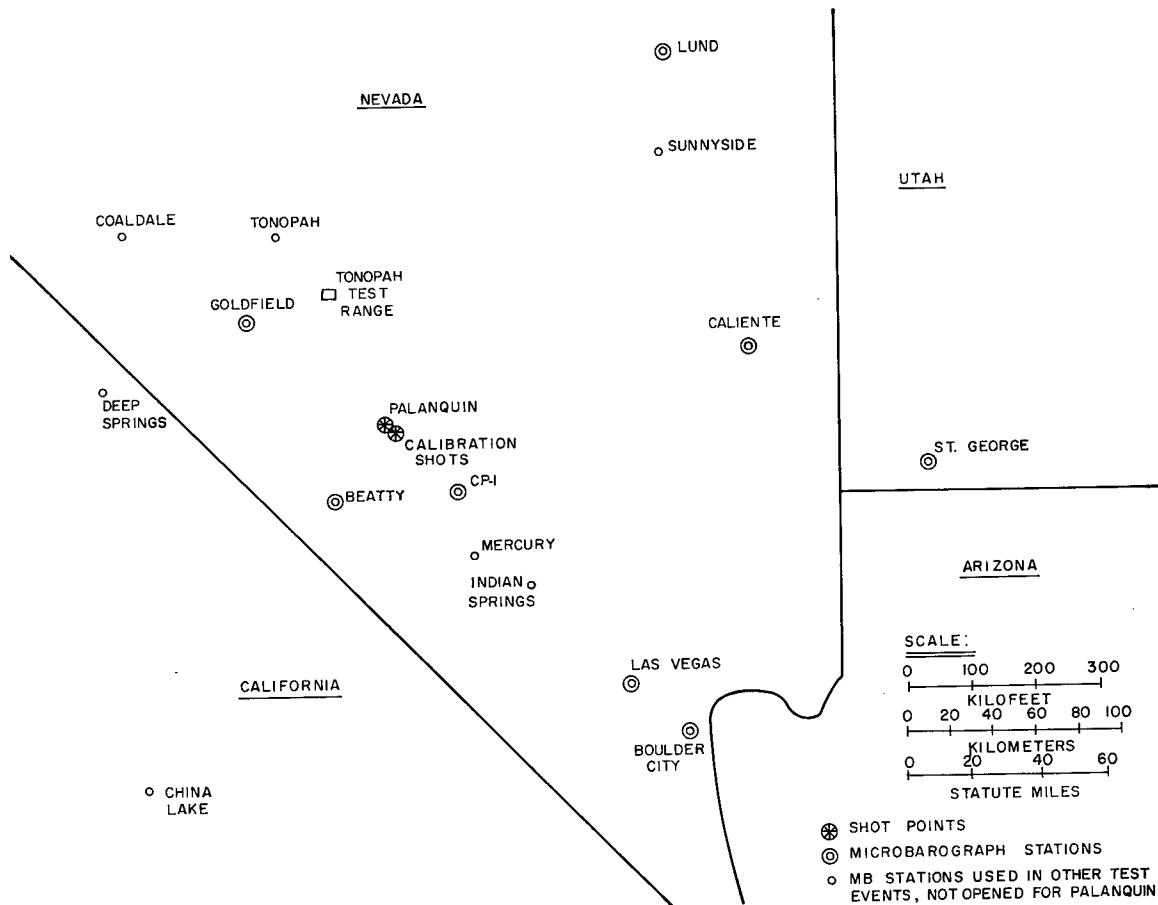 LUND
NEVADA
SUNNYSIDE
UTAH
COALDALE
TONOPAH
TONOPAH
TEST
RANGE
GOLDFIELD
CALIENTE
DEEP
SPRINGS
PALANQUIN
CALIBRATION
SHOTS
ST. GEORGE
BEATTY
CP-1
MERCURY
INDIAN
SPRINGS
ARIZONA
LAS VEGAS
CALIFORNIA
BOULDER
CITY
CHINA
LAKE
SCALE:
0 100 200 300
KILOFEET
0 20 40 60 80 100
KILOMETERS
0 20 40 60
STATUTE MILES
SHOT POINTS
MICROBAROGRAPH STATIONS
MB STATIONS USED IN OTHER TEST
EVENTS, NOT OPENED FOR PALANQUIN